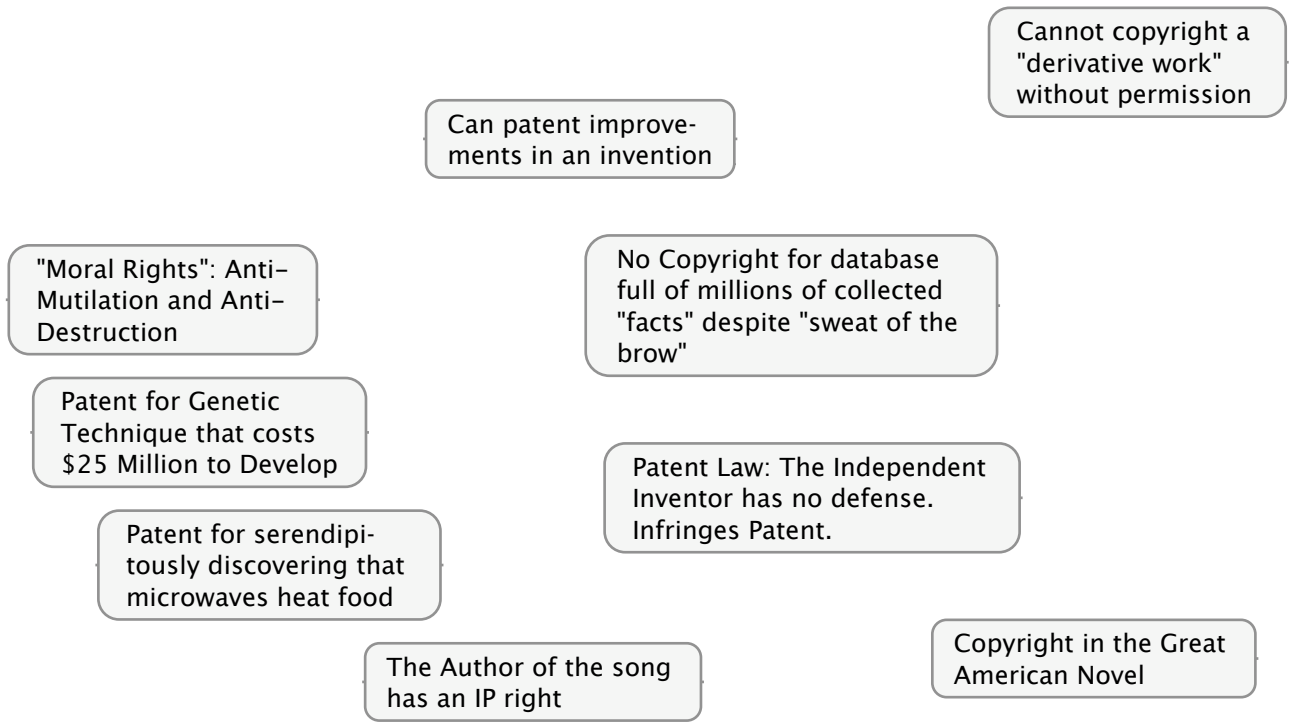 Cannot copyright a
"derivative work"
without permission
Can patent improve-
ments in an invention
"Moral Rights": Anti-
Mutilation and Anti-
Destruction
No Copyright for database
full of millions of collected
"facts" despite "sweat of the
brow"
Patent for Genetic
Technique that costs
$25 Million to Develop
Patent Law: The Independent
Inventor has no defense.
Infringes Patent.
Patent for serendipi-
tously discovering that
microwaves heat food
Copyright in the Great
American Novel
The Author of the song
has an IP right